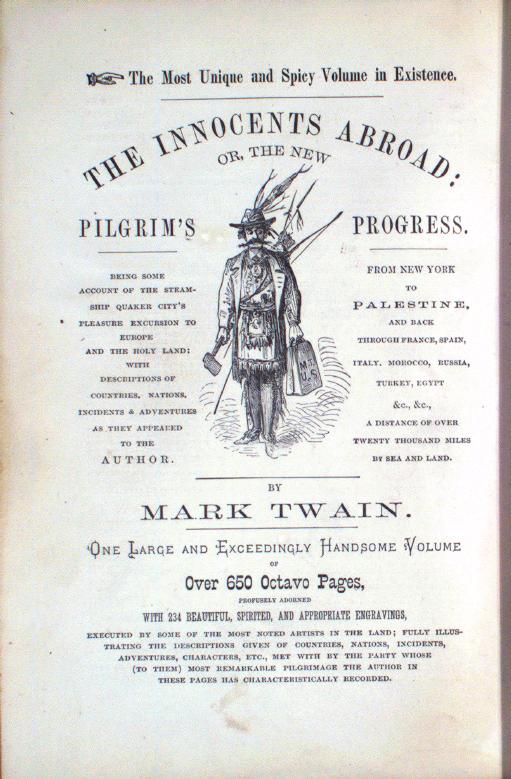 The Most Unique and Spicy Volume in Existence.
THE INNOCENTS ABROAD:
OR, THE NEW
PILGRIM'S PROGRESS.
BEING SOME
ACCOUNT OF THE STEAM-
SHIP QUAKER CITY'S
PLEASURE EXCURSION TO
EUROPE
AND THE HOLY LAND;
WITH
DESCRIPTIONS OF
COUNTRIES, NATIONS,
INCIDENTS & ADVENTURES
AS THEY APPEARED
TO THE
AUTHOR.
FROM NEW YORK
TO
PALESTINE,
AND BACK
THROUGH FRANCE, SPAIN,
ITALY, MOROCCO, RUSSIA,
TURKEY, EGYPT
&c., &c.,
A DISTANCE OF OVER
TWENTY THOUSAND MILES
BY SEA AND LAND.
BY
MARK TWAIN.
ONE LARGE AND EXCEEDINGLY HANDSOME VOLUME
OF
Over 650 Octavo Pages,
PROFUSELY ADORNED
WITH 234 BEAUTIFUL, SPIRITED, AND APPROPRIATE ENGRAVINGS,
EXECUTED BY SOME OF THE MOST NOTED ARTISTS IN THE LAND; FULLY ILLUS-
TRATING THE DESCRIPTIONS GIVEN OF COUNTRIES, NATIONS, INCIDENTS,
ADVENTURES, CHARACTERS, ETC., MET WITH BY THE PARTY WHOSE
(TO THEM) MOST REMARKABLE PILGRIMAGE THE AUTHOR IN
THESE PAGES HAS CHARACTERISTICALLY RECORDED.